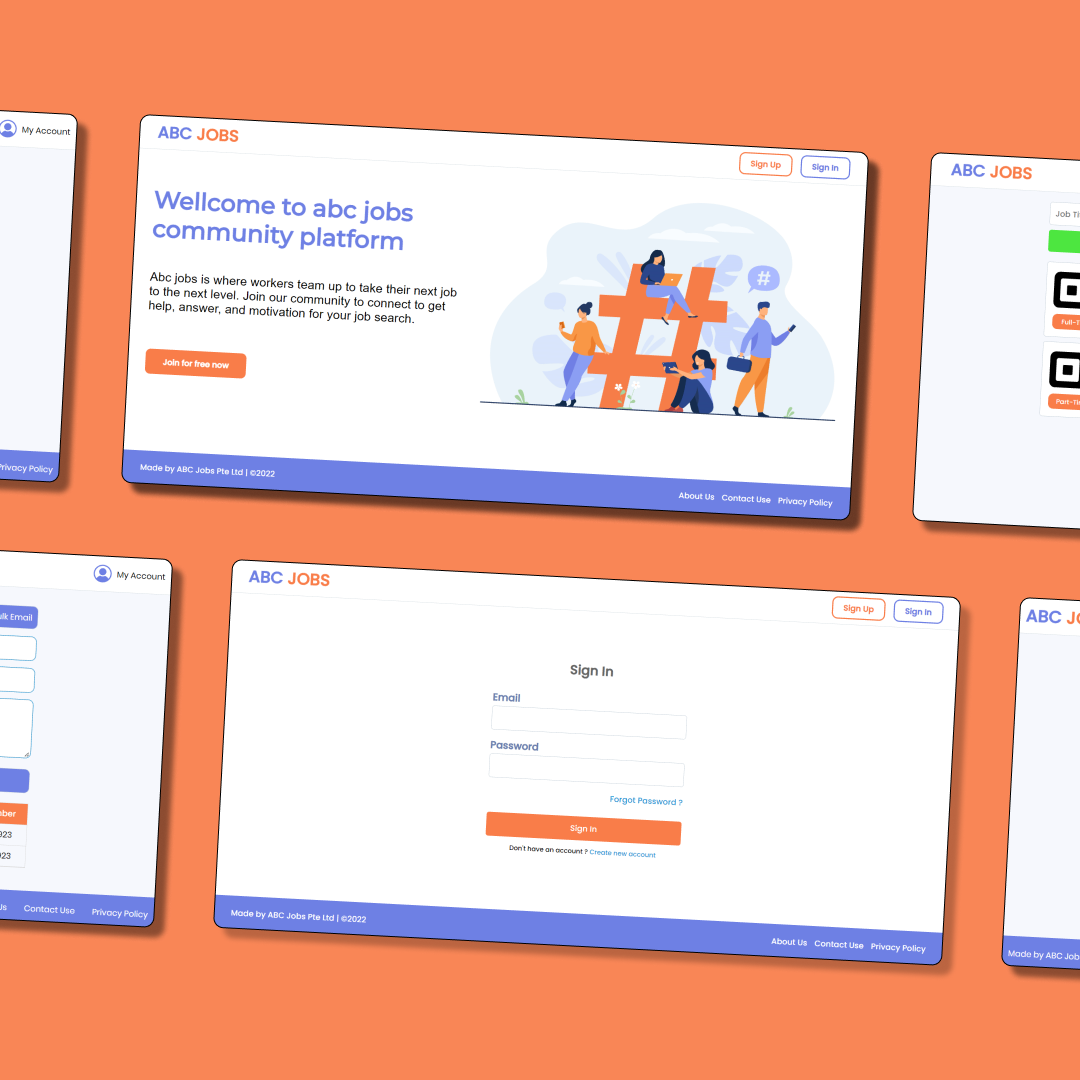 My Account
Privacy Policy
ABC JOBS
Sign Up
Sign In
Wellcome to abc jobs
community platform
Abc jobs is where workers team up to take their next job
to the next level. Join our community to connect to get
help, answer, and motivation for your job search.
Join for free now
#
Made by ABC Jobs Pte Ltd | ©2022
About Us
Contact Use
Privacy Policy
ABC JOBS
Job Ti
Full-T
Part-Ti
My Account
ulk Email
mber
923
923
Us
Contact Use
Privacy Policy
ABC JOBS
Sign Up
Sign In
Sign In
Email
Password
Forgot Password ?
Sign In
Don't have an account ? Create new account
Made by ABC Jobs Pte Ltd | ©2022
About Us
Contact Use
Privacy Policy
ABC JO
Made by ABC Jobs